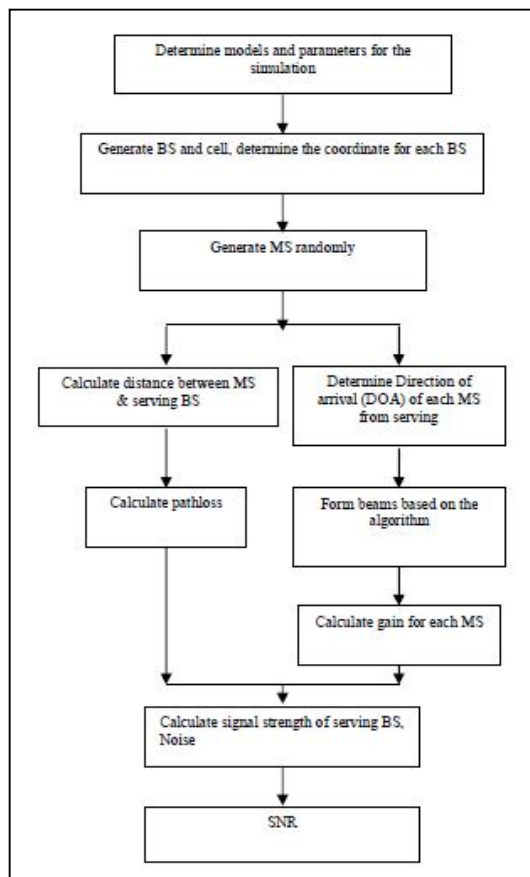 Determine models and parameters for the
simulation
Generate BS and cell, determine the coordinate for each BS
Generate MS randomly
Calculate distance between MS
& serving BS
Determine Direction of
arrival (DOA) of each MS
from serving
Calculate pathloss
Form beams based on the
algorithm
Calculate gain for each MS
Calculate signal strength of serving BS,
Noise
SNR